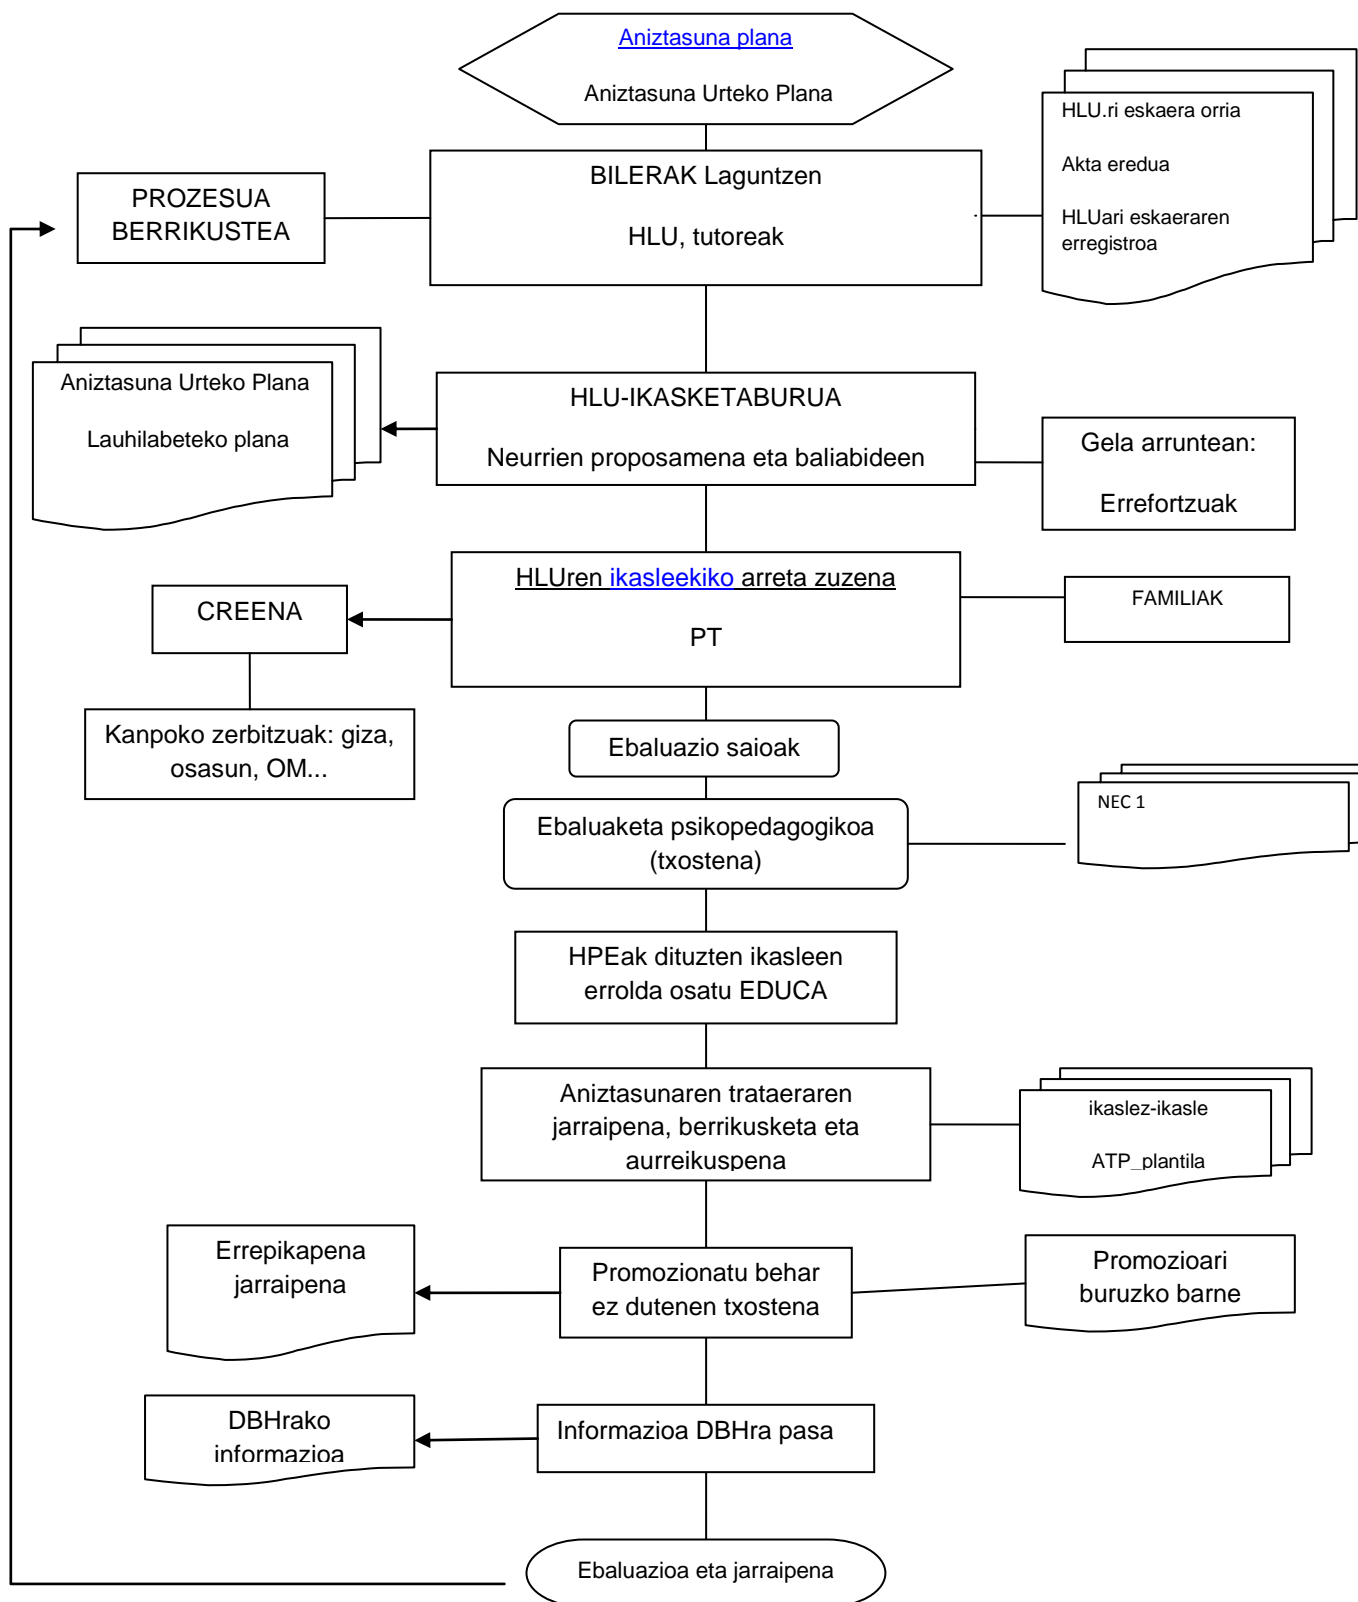 Aniztasuna plana
Aniztasuna Urteko Plana
HLU.ri eskaera orria
Akta eredua
HLUari eskaeraren
erregistroa
BILERAK Laguntzen
HLU, tutoreak
PROZESUA
BERRIKUSTEA
Aniztasuna Urteko Plana
Lauhilabeteko plana
HLU-IKASKETABURUA
Neurrien proposamena eta baliabideen
Gela arruntean:
Errefortzuak
HLUren ikasleekiko arreta zuzena
PT
CREENA
FAMILIAK
Kanpoko zerbitzuak: giza,
osasun, OM...
Ebaluazio saioak
Ebaluaketa psikopedagogikoa
(txostena)
NEC 1
HPEak dituzten ikasleen
errolda osatu EDUCA
Aniztasunaren trataeraren
jarraipena, berrikusketa eta
aurreikuspena
ikaslez-ikasle
ATP_plantila
Errepikapena
jarraipena
Promozionatu behar
ez dutenen txostena
Promozioari
buruzko barne
DBHrako
informazioa
Informazioa DBHra pasa
Ebaluazioa eta jarraipena